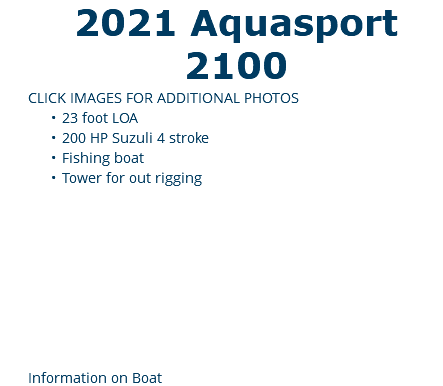 2021 Aquasport
2100
CLICK IMAGES FOR ADDITIONAL PHOTOS
• 23 foot LOA
• 200 HP Suzuli 4 stroke
• Fishing boat
• Tower for out rigging
Information on Boat